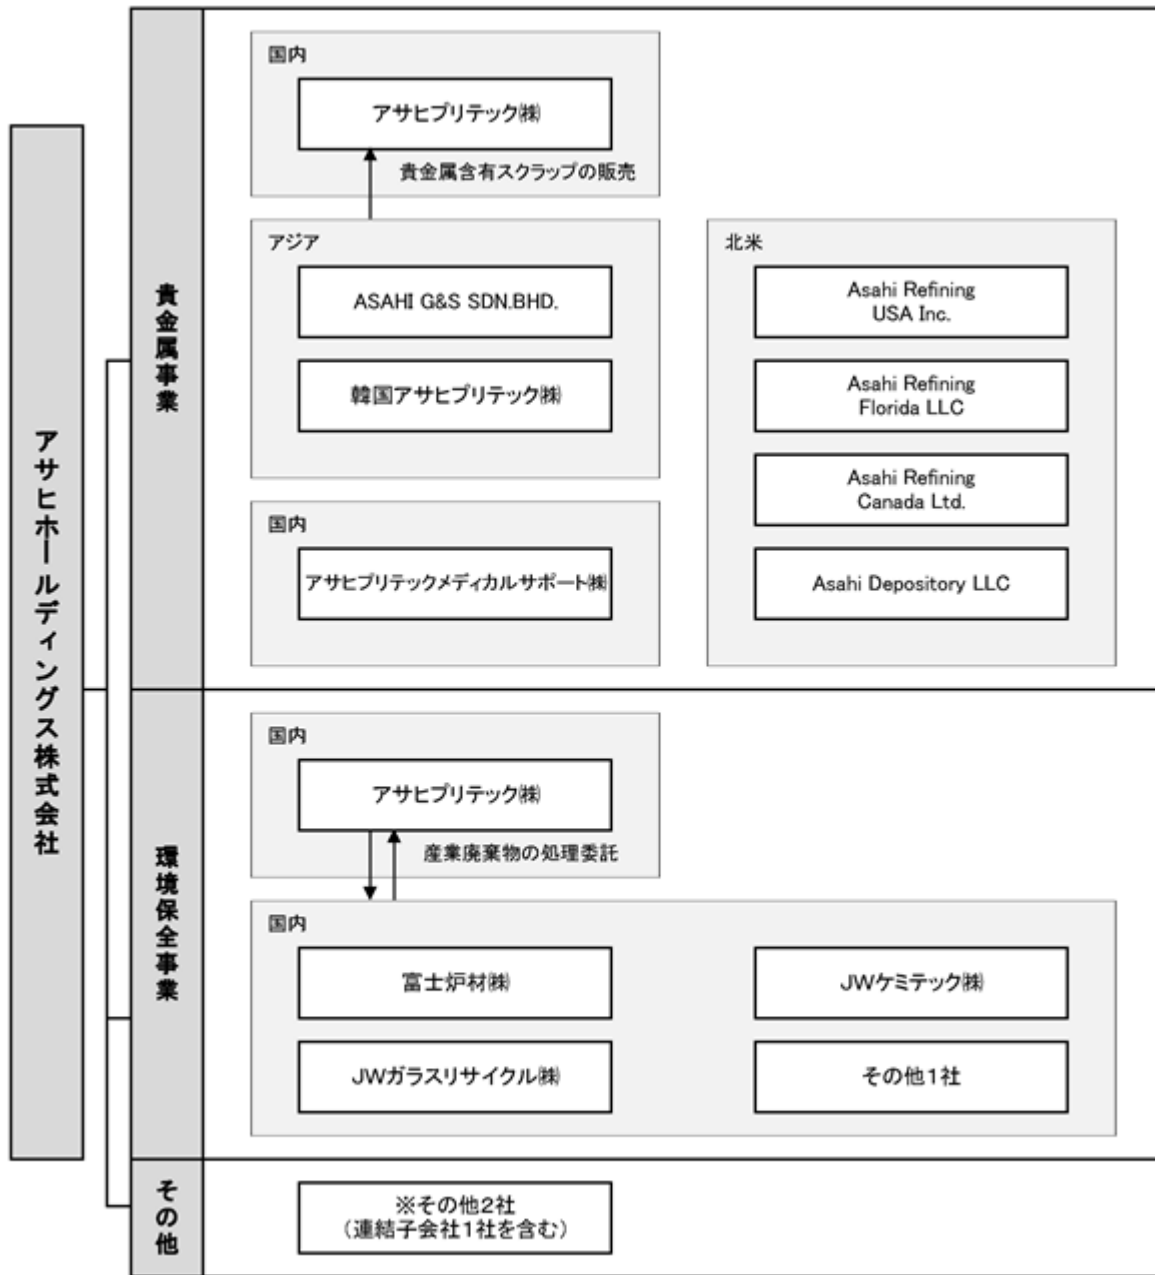 アサヒホールディングス株式会社
貴金属事業
国内
アサヒプリテック㈱
貴金属含有スクラップの販売
アジア
ASAHI G&S SDN.BHD.
韓国アサヒプリテック㈱
国内
アサヒプリテックメディカルサポート㈱
北米
Asahi Refining
USA Inc.
Asahi Refining
Florida LLC
Asahi Refining
Canada Ltd.
Asahi Depository LLC
環境保全事業
国内
アサヒプリテック㈱
産業廃棄物の処理委託
国内
富士炉材㈱
JWケミテック㈱
JWガラスリサイクル㈱
その他1社
その他
※その他2社
(連結子会社1社を含む)